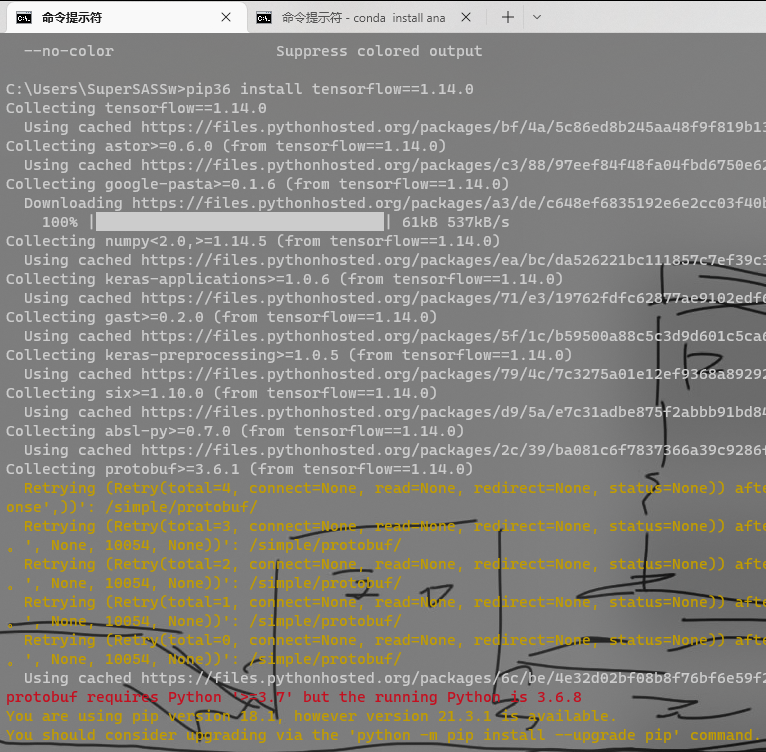 命令提示符
命令提示符 - conda install ana
--no-color Suppress colored output
C:\Users\SuperSASSw>pip36 install tensorflow==1.14.0
Collecting tensorflow==1.14.0
Using cached https://files.pythonhosted.org/packages/bf/4a/5c86ed8b245aa48f9f819b13
Collecting astor>=0.6.0 (from tensorflow==1.14.0)
Using cached https://files.pythonhosted.org/packages/c3/88/97eef84f48fa04fbd6750e62
Collecting google-pasta>=0.1.6 (from tensorflow==1.14.0)
Downloading https://files.pythonhosted.org/packages/a3/de/c648ef6835192e6e2cc03f40b
100% | | 61kB 537kB/s
Collecting numpy<2.0,>=1.14.5 (from tensorflow==1.14.0)
Using cached https://files.pythonhosted.org/packages/ea/bc/da526221bc111857c7ef39c3
Collecting keras-applications>=1.0.6 (from tensorflow==1.14.0)
Using cached https://files.pythonhosted.org/packages/71/e3/19762fdfc62877ae9102edf6
Collecting gast>=0.2.0 (from tensorflow==1.14.0)
Using cached https://files.pythonhosted.org/packages/5f/1c/b59500a88c5c3d9d601c5ca6
Collecting keras-preprocessing>=1.0.5 (from tensorflow==1.14.0)
Using cached https://files.pythonhosted.org/packages/79/4c/7c3275a01e12ef9368a89292
Collecting six>=1.10.0 (from tensorflow==1.14.0)
Using cached https://files.pythonhosted.org/packages/d9/5a/e7c31adbe875f2abbb91bd84
Collecting absl-py>=0.7.0 (from tensorflow==1.14.0)
Using cached https://files.pythonhosted.org/packages/2c/39/ba081c6f7837366a39c9286f
Collecting protobuf>=3.6.1 (from tensorflow==1.14.0)
Retrying (Retry(total=4, connect=None, read=None, redirect=None, status=None)) afte
onse',))': /simple/protobuf/
Retrying (Retry(total=3, connect=None, read=None, redirect=None, status=None)) afte
。', None, 10054, None))': /simple/protobuf/
Retrying (Retry(total=2, connect=None, read=None, redirect=None, status=None)) afte
。', None, 10054, None))': /simple/protobuf/
Retrying (Retry(total=1, connect=None, read=None, redirect=None, status=None)) afte
。', None, 10054, None))': /simple/protobuf/
Retrying (Retry(total=0, connect=None, read=None, redirect=None, status=None)) afte
。', None, 10054, None))': /simple/protobuf/
Using cached https://files.pythonhosted.org/packages/6c/be/4e32d02bf08b8f76bf6e59f2
protobuf requires Python '>=3.7' but the running Python is 3.6.8
You are using pip version 18.1, however version 21.3.1 is available.
You should consider upgrading via the 'python -m pip install --upgrade pip' command.